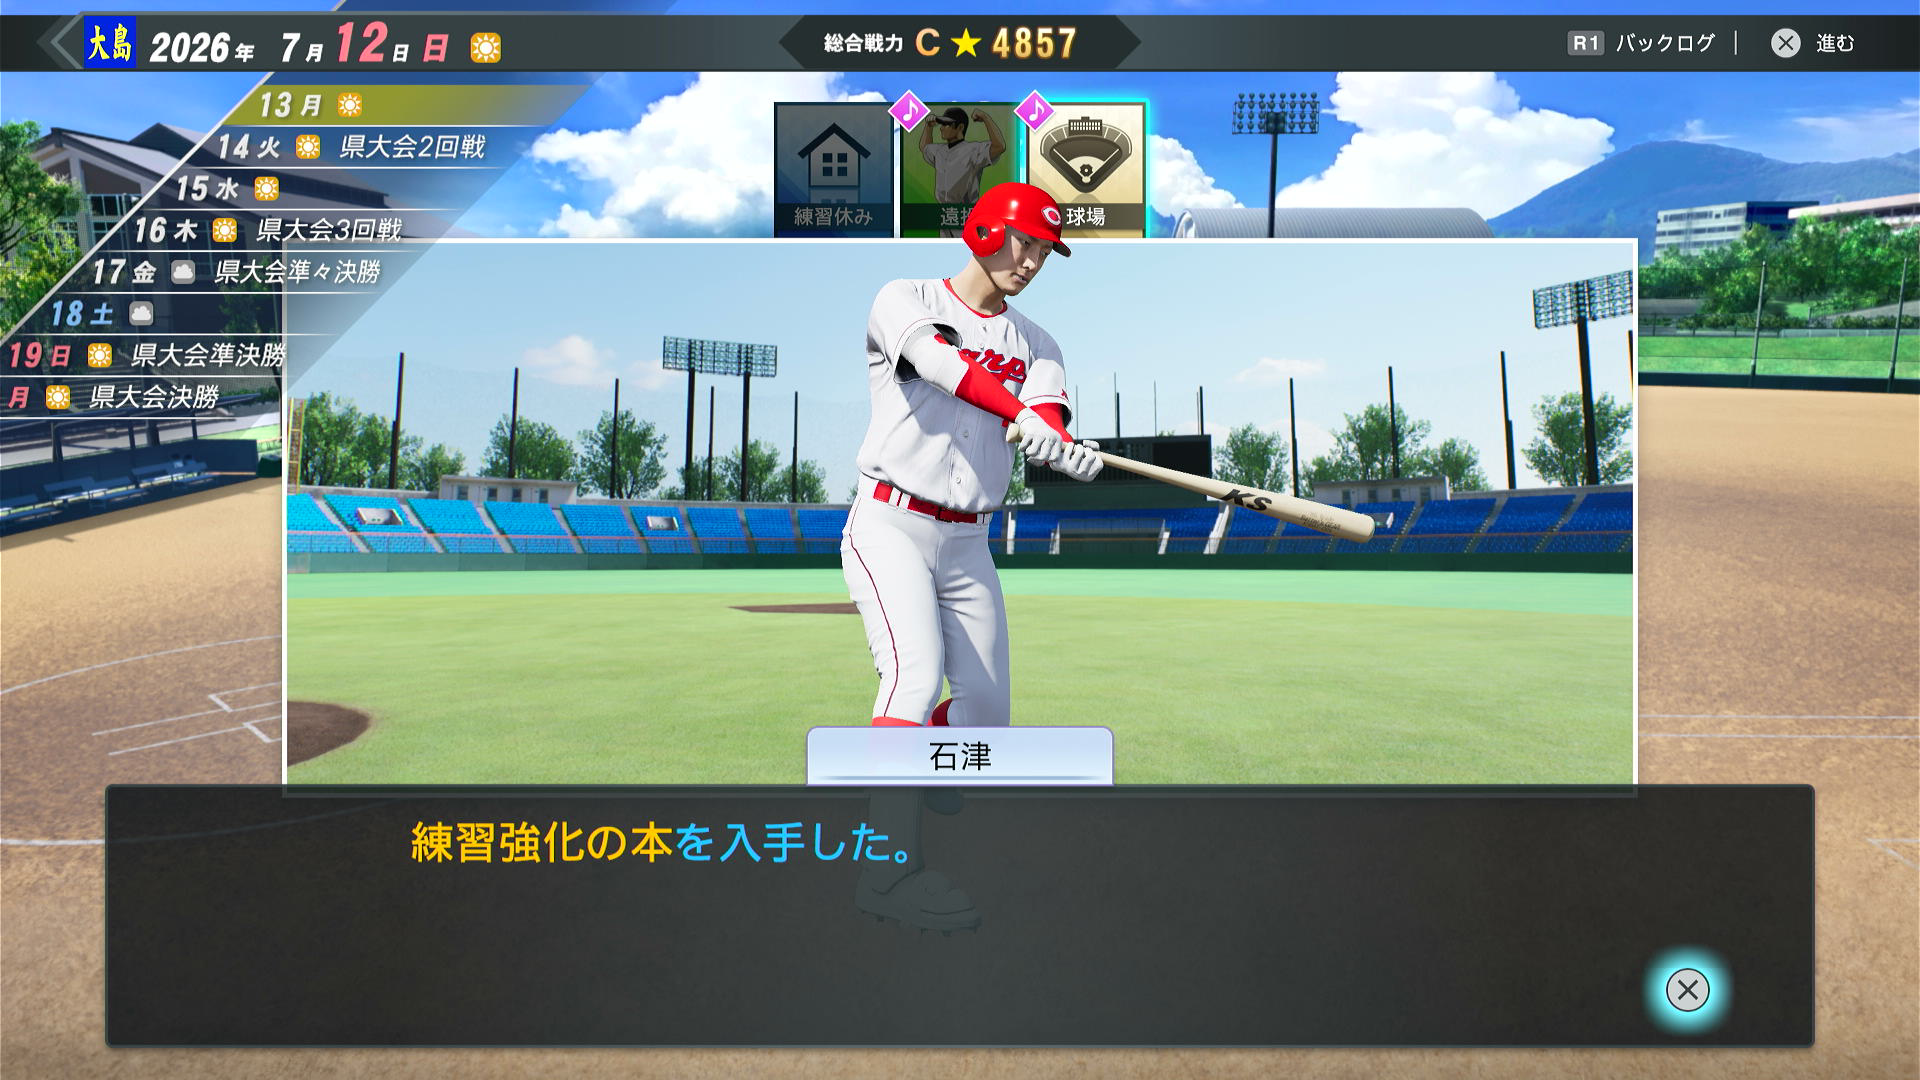 大島 2026年 7月12日 日
総合戦力 C ★ 4857
R1 バックログ | ⊗ 進む
13 月
14 火 県大会2回戦
15 水
16 木 県大会3回戦
17 金 県大会準々決勝
18 土
19 日 県大会準決勝
月 県大会決勝
練習休み
遠投
球場
KS
石津
練習強化の本を入手した。